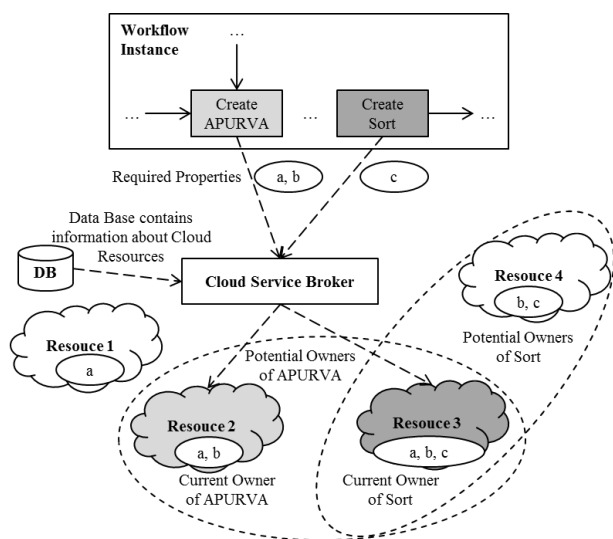 Workflow
Instance
...
...
Create
APURVA
...
Create
Sort
...
Required Properties
a, b
c
Data Base contains
information about Cloud
Resources
DB
Cloud Service Broker
Resouce 4
b, c
Potential Owners
of Sort
Resouce 1
a
Potential Owners
of APURVA
Resouce 2
a, b
Resouce 3
a, b, c
Current Owner
of APURVA
Current Owner
of Sort